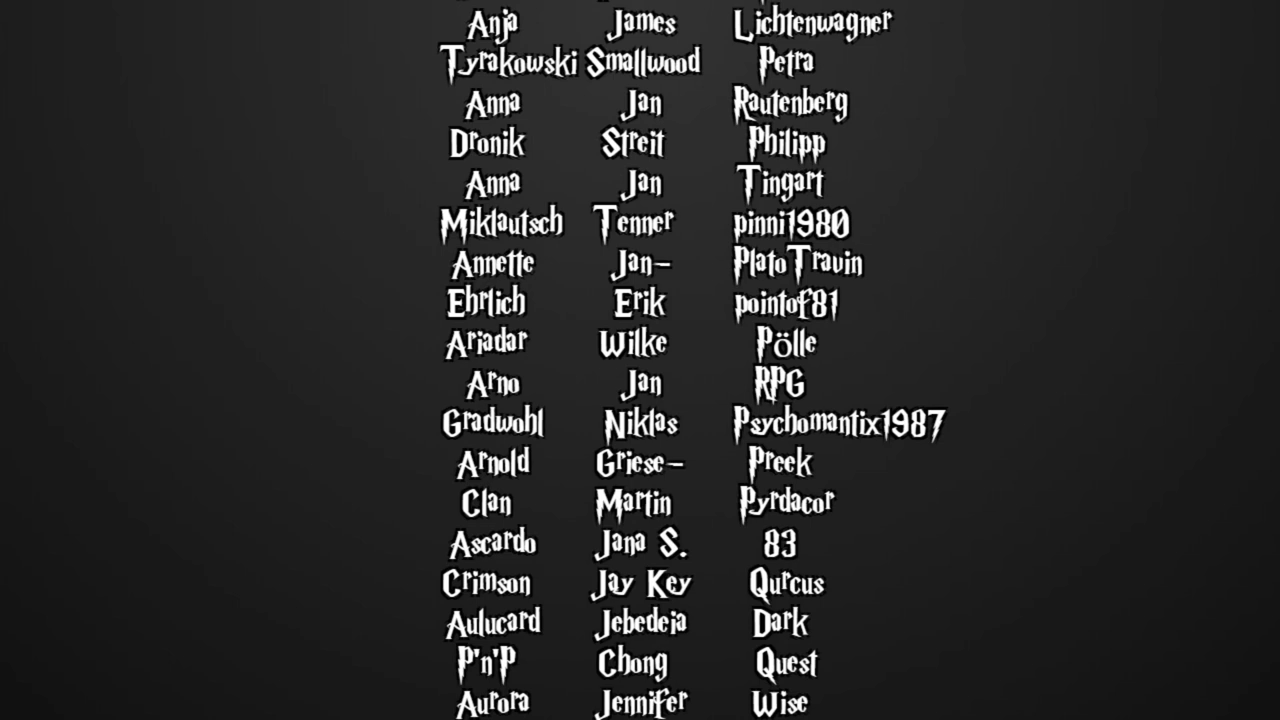 Anja James Lichtenwagner
Tyrakowski Smallwood Petra
Anna Jan Rautenberg
Dronik Streit Philipp
Anna Jan Tingart
Miklautsch Tenner pinni1980
Annette Jan- PlatoTravin
Ehrlich Erik pointof81
Ariadar Wilke Pölle
Arno Jan RPG
Gradwohl Niklas Psychomantix1987
Arnold Griese- Preek
Clan Martin Pyrdacor
Ascardo Jana S. 83
Crimson Jay Key Qurcus
Aulucard Jebedeia Dark
P'n'P Chong Quest
Aurora Jennifer Wise